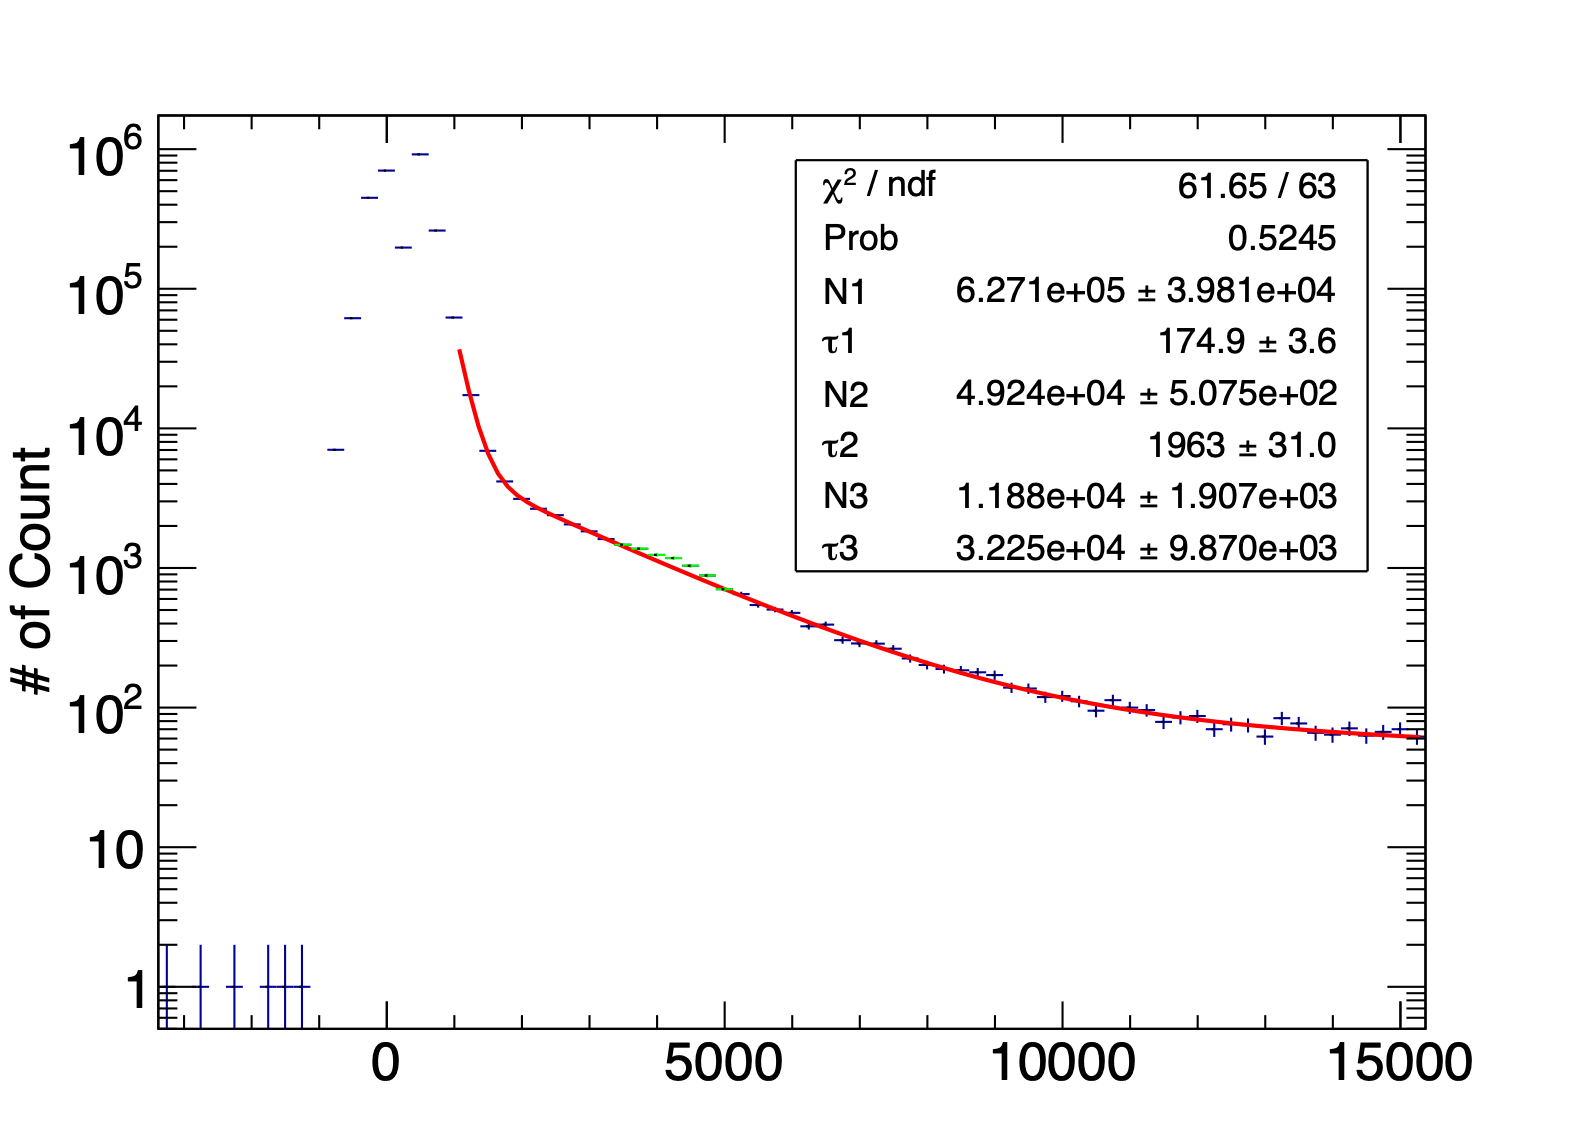 # of Count
10⁶
10⁵
10⁴
10³
10²
10
1
χ² / ndf 61.65 / 63
Prob 0.5245
N1 6.271e+05 ± 3.981e+04
τ1 174.9 ± 3.6
N2 4.924e+04 ± 5.075e+02
τ2 1963 ± 31.0
N3 1.188e+04 ± 1.907e+03
τ3 3.225e+04 ± 9.870e+03
0 5000 10000 15000